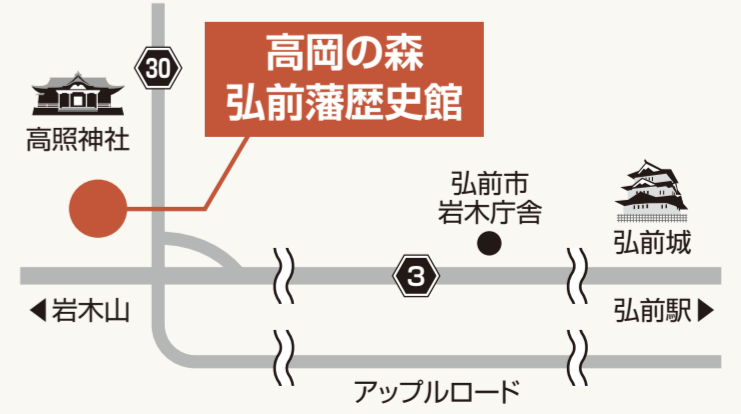 30
高岡の森
弘前藩歴史館
高照神社
弘前市
岩木庁舎
弘前城
3
◀岩木山
弘前駅▶
アップルロード